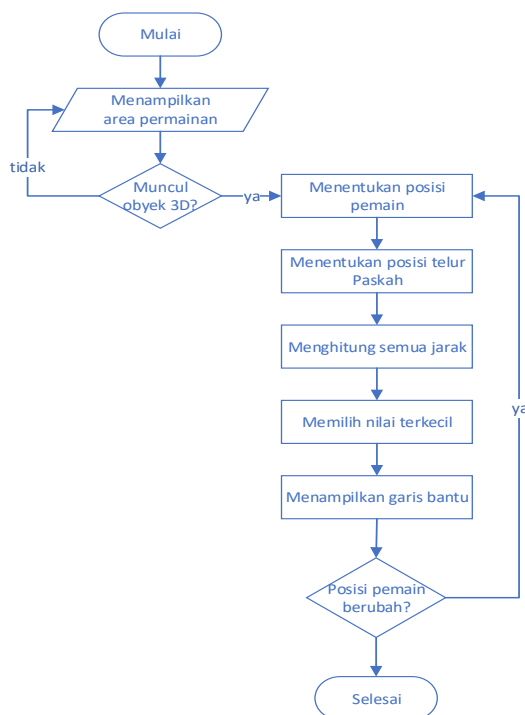 Mulai
Menampilkan
area permainan
tidak
Muncul
obyek 3D?
ya
Menentukan posisi
pemain
Menentukan posisi telur
Paskah
Menghitung semua jarak
Memilih nilai terkecil
ya
Menampilkan garis bantu
Posisi pemain
berubah?
Selesai